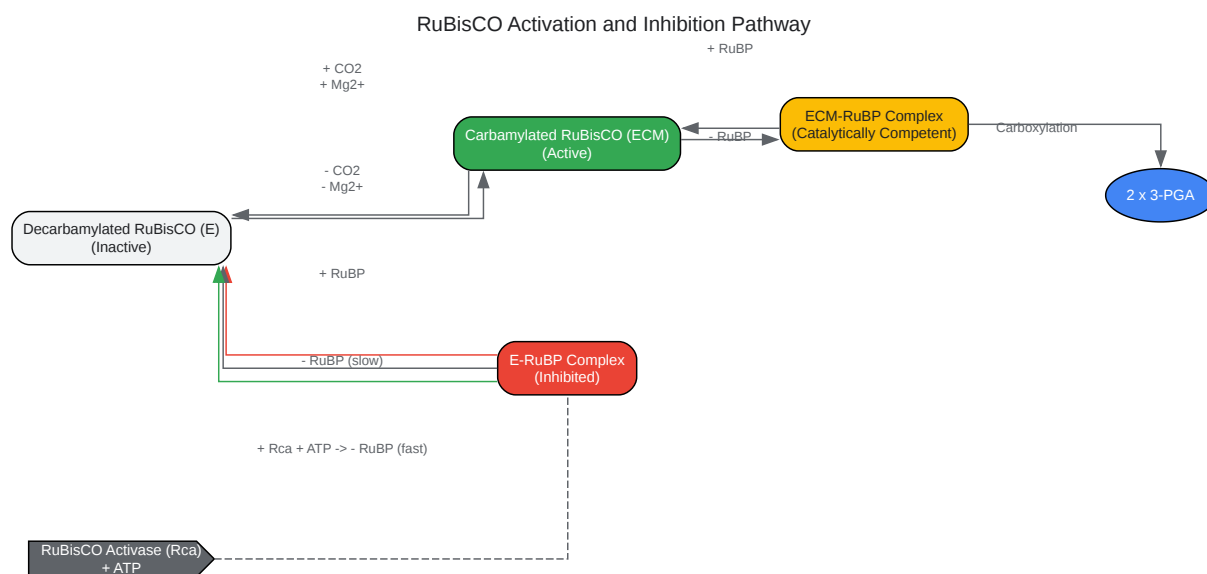 RuBisCO Activation and Inhibition Pathway
+ RuBP
+ CO2
+ Mg2+
ECM-RuBP Complex
(Catalytically Competent)
Carbamylated RuBisCO (ECM)
(Active)
- RuBP
Carboxylation
- CO2
- Mg2+
2 x 3-PGA
Decarbamylated RuBisCO (E)
(Inactive)
+ RuBP
- RuBP (slow)
E-RuBP Complex
(Inhibited)
+ Rca + ATP -> - RuBP (fast)
RuBisCO Activase (Rca)
+ ATP